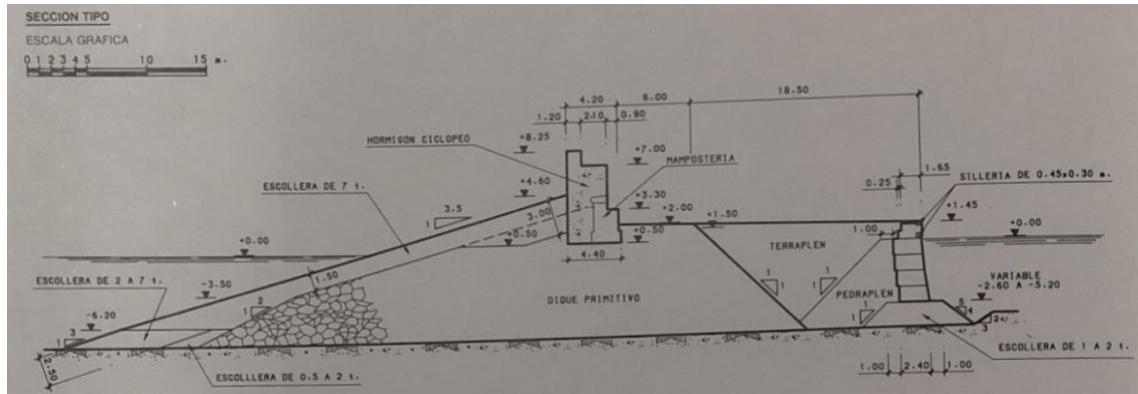 SECCION TIPO
ESCALA GRAFICA
0 1 2 3 4 5 10 15 m.
18.50
4.20 6.00
1.20 2.10 0.90
+8.25
HORMIGON CICLOPEO
+7.00
MAMPOSTERIA
1.65
0.25
SILLERIA DE 0.45x0.30 m.
ESCOLLERA DE 7 t.
+4.60
3.5
1
3.00
+3.30
+2.00
+1.50
+1.45
+0.00
+0.50
+0.50
1.00
+0.00
TERRAPLEN
4.40
ESCOLLERA DE 2 A 7 t.
-3.50
1.50
2
1
DIQUE PRIMITIVO
1
1
1
1
PEDRAPLEN
VARIABLE
-2.60 A -5.20
-6.20
3
1
1
1
5
4
2
3
2.50
ESCOLLLERA DE 0.5 A 2 t.
ESCOLLERA DE 1 A 2 t.
1.00 2.40 1.00